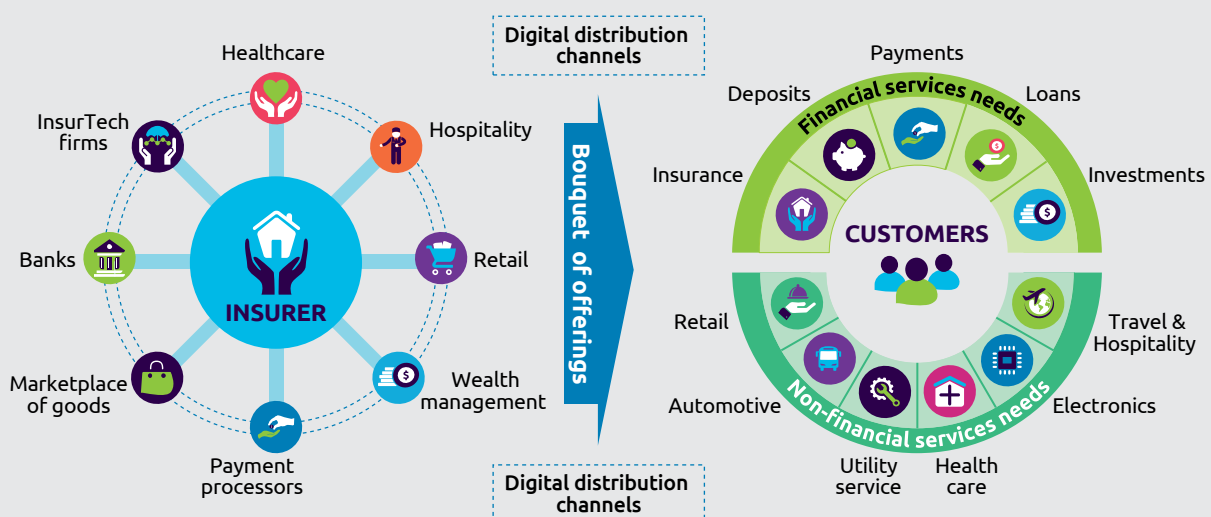 Healthcare
InsurTech
firms
Hospitality
Banks
INSURER
Retail
Marketplace
of goods
Wealth
management
Payment
processors
Digital distribution
channels
Bouquet of offerings
Digital distribution
channels
Payments
Deposits
Loans
Financial services needs
Insurance
Investments
CUSTOMERS
Retail
Travel &
Hospitality
Automotive
Electronics
Non-financial services needs
Utility
service
Health
care